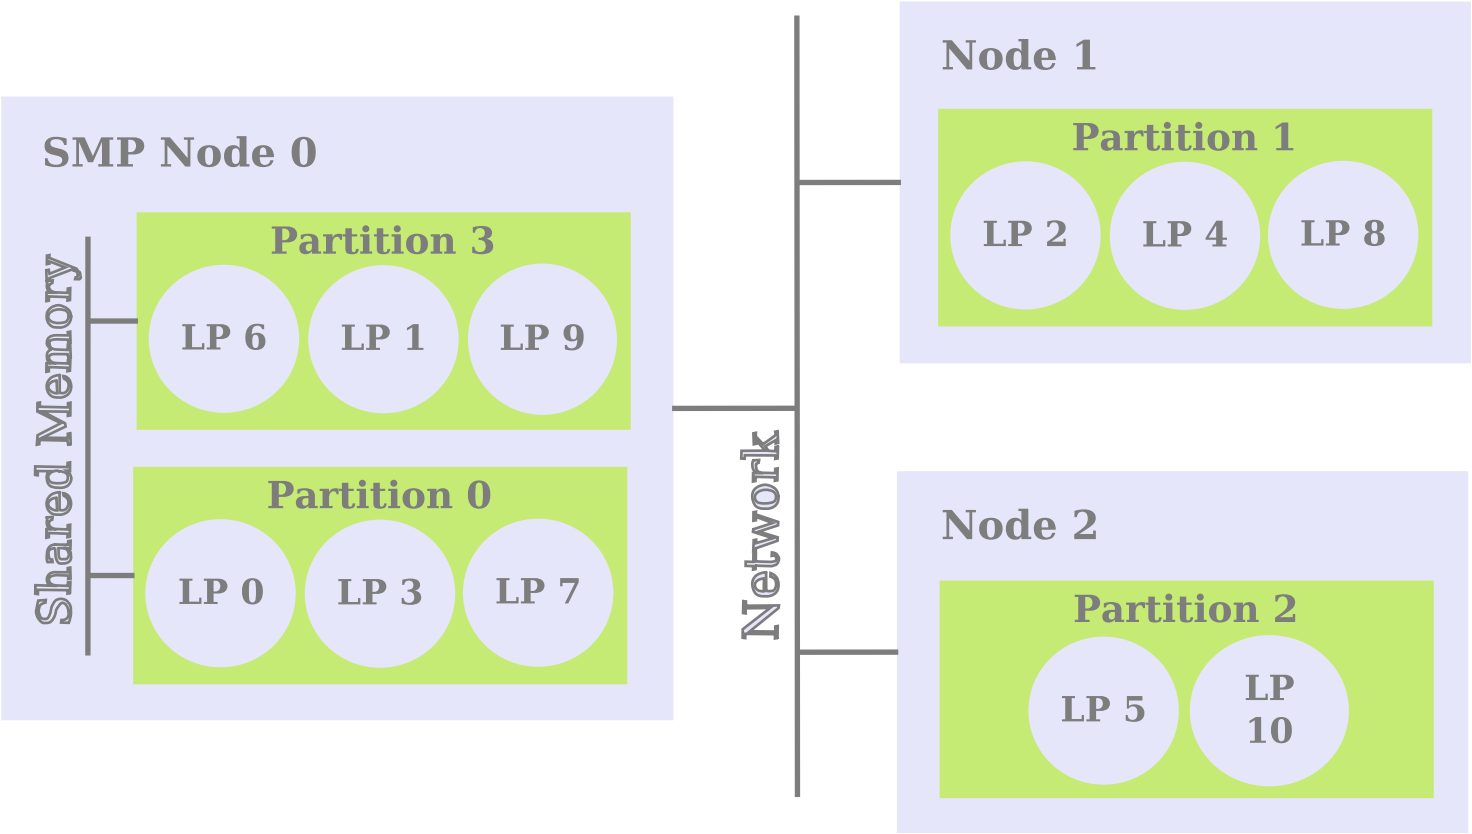 SMP Node 0
Shared Memory
Partition 3
LP 6
LP 1
LP 9
Partition 0
LP 0
LP 3
LP 7
Network
Node 1
Partition 1
LP 2
LP 4
LP 8
Node 2
Partition 2
LP 5
LP
10